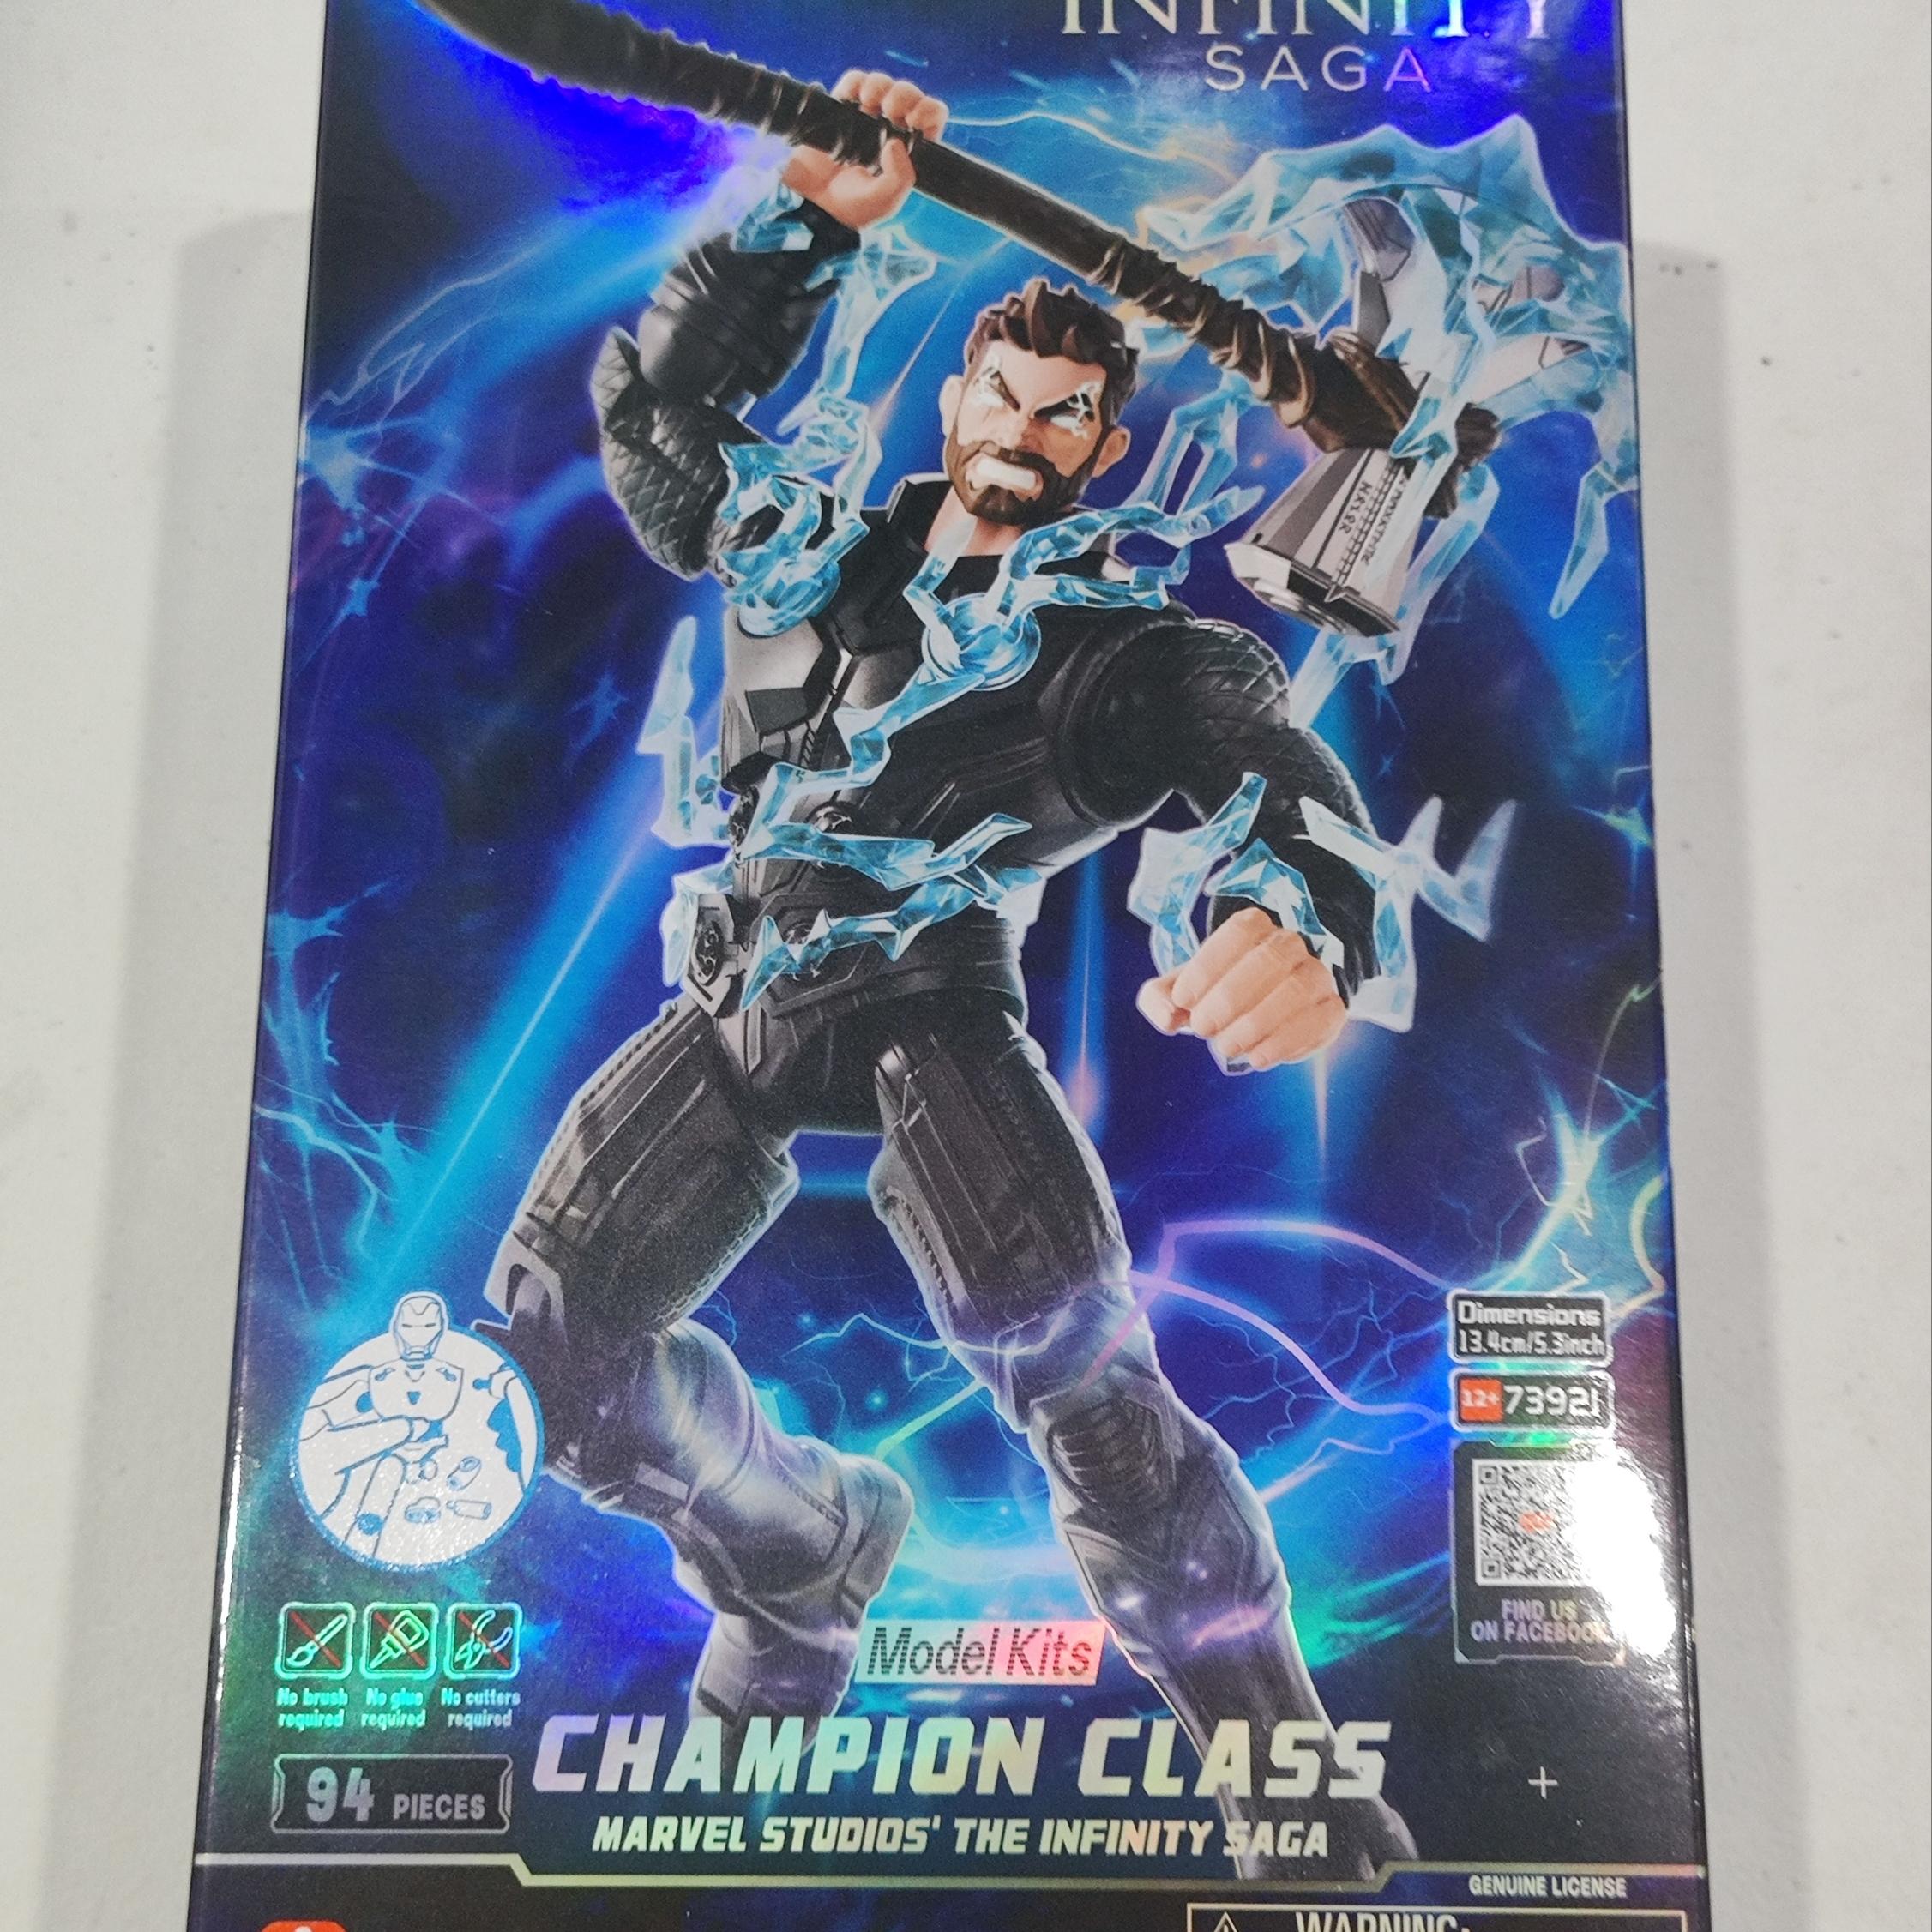 INFINITY
SAGA
Dimensions
13.4cm/5.3inch
12+ 73921
FIND US
ON FACEBOOK
No brush required
No glue required
No cutters required
Model Kits
94 PIECES
CHAMPION CLASS
MARVEL STUDIOS' THE INFINITY SAGA
GENUINE LICENSE
WARNING: